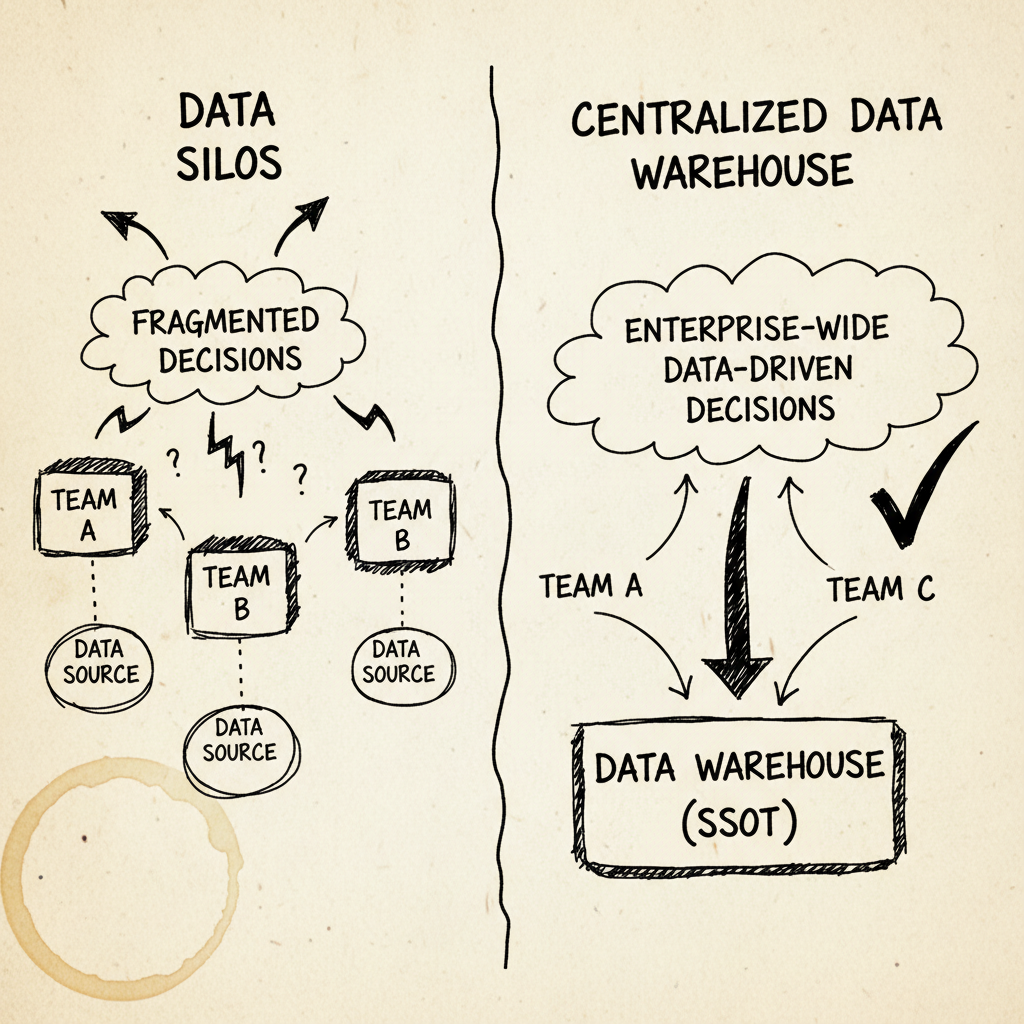 DATA
SILOS
FRAGMENTED
DECISIONS
?
?
?
TEAM
A
TEAM
B
TEAM
B
DATA
SOURCE
DATA
SOURCE
DATA
SOURCE
CENTRALIZED DATA
WAREHOUSE
ENTERPRISE-WIDE
DATA-DRIVEN
DECISIONS
TEAM A
TEAM C
DATA WAREHOUSE
(SSOT)